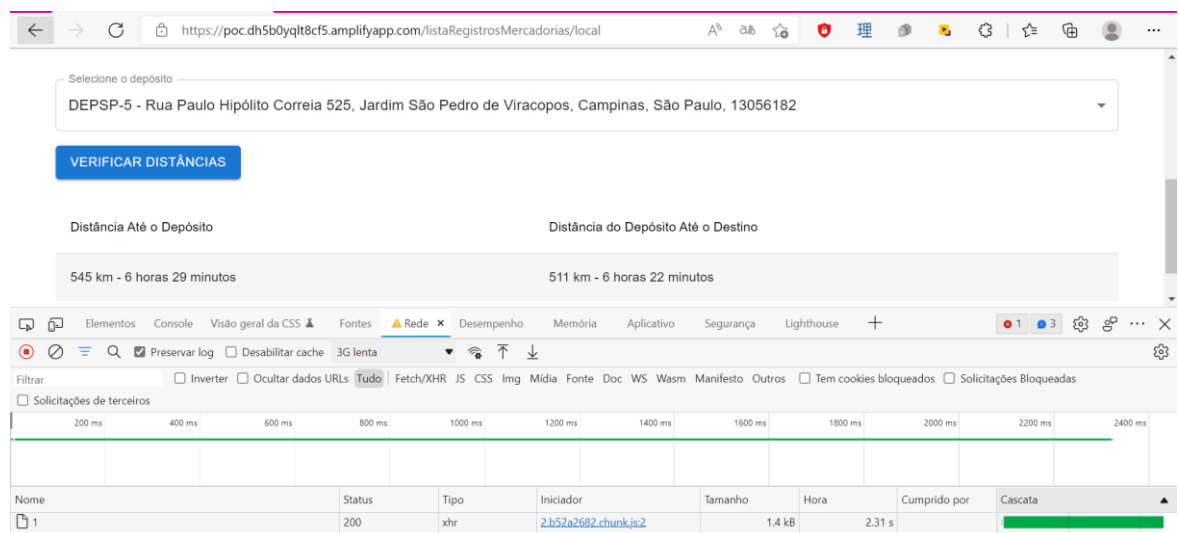 https://poc.dh5b0yqlt8cf5.amplifyapp.com/listaRegistrosMercadorias/local
Selecione o depósito
DEPSP-5 - Rua Paulo Hipólito Correia 525, Jardim São Pedro de Viracopos, Campinas, São Paulo, 13056182
VERIFICAR DISTÂNCIAS
Distância Até o Depósito Distância do Depósito Até o Destino
545 km - 6 horas 29 minutos 511 km - 6 horas 22 minutos
Elementos Console Visão geral da CSS Fontes Rede Desempenho Memória Aplicativo Segurança Lighthouse 1 3
Preservar log Desabilitar cache 3G lenta
Filtrar Inverter Ocultar dados URLs Tudo Fetch/XHR JS CSS Img Mídia Fonte Doc WS Wasm Manifesto Outros Tem cookies bloqueados Solicitações Bloqueadas
Solicitações de terceiros
200 ms 400 ms 600 ms 800 ms 1000 ms 1200 ms 1400 ms 1600 ms 1800 ms 2000 ms 2200 ms 2400 ms
Nome Status Tipo Iniciador Tamanho Hora Cumprido por Cascata
1 200 xhr 2.b52a2682.chunk.js:2 1.4 kB 2.31 s